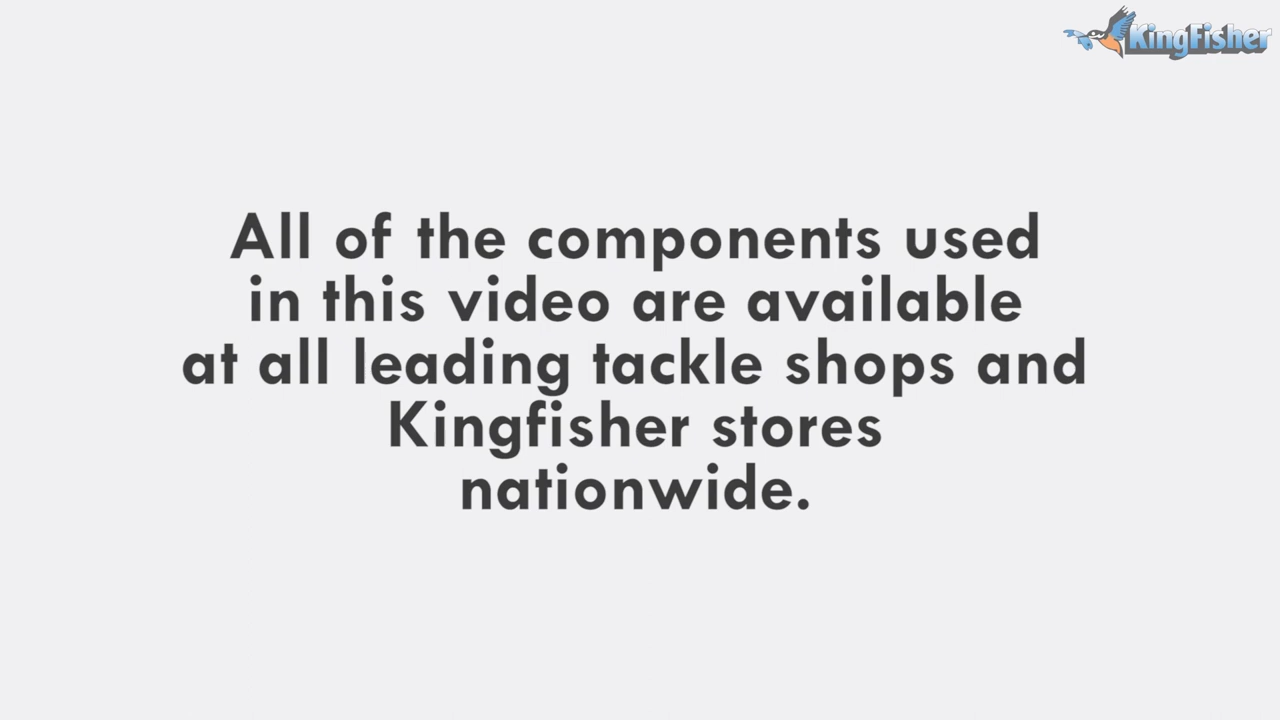 KingFisher
All of the components used
in this video are available
at all leading tackle shops and
Kingfisher stores
nationwide.